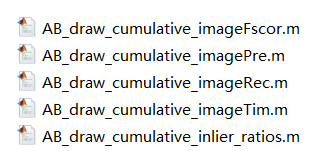 AB_draw_cumulative_imageFscor.m
AB_draw_cumulative_imagePre.m
AB_draw_cumulative_imageRec.m
AB_draw_cumulative_imageTim.m
AB_draw_cumulative_inlier_ratios.m